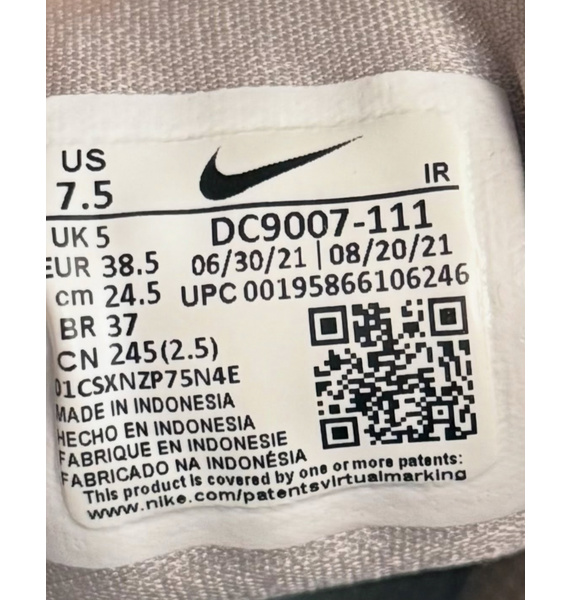 US
7.5
IR
UK 5
EUR 38.5
cm 24.5
BR 37
CN 245(2.5)
DC9007-111
06/30/21 | 08/20/21
UPC 00195866106246
01CSXNZP75N4E
MADE IN INDONESIA
HECHO EN INDONESIA
FABRIQUE EN INDONESIE
FABRICADO NA INDONÉSIA
This product is covered by one or more patents:
www.nike.com/patentsvirtualmarking